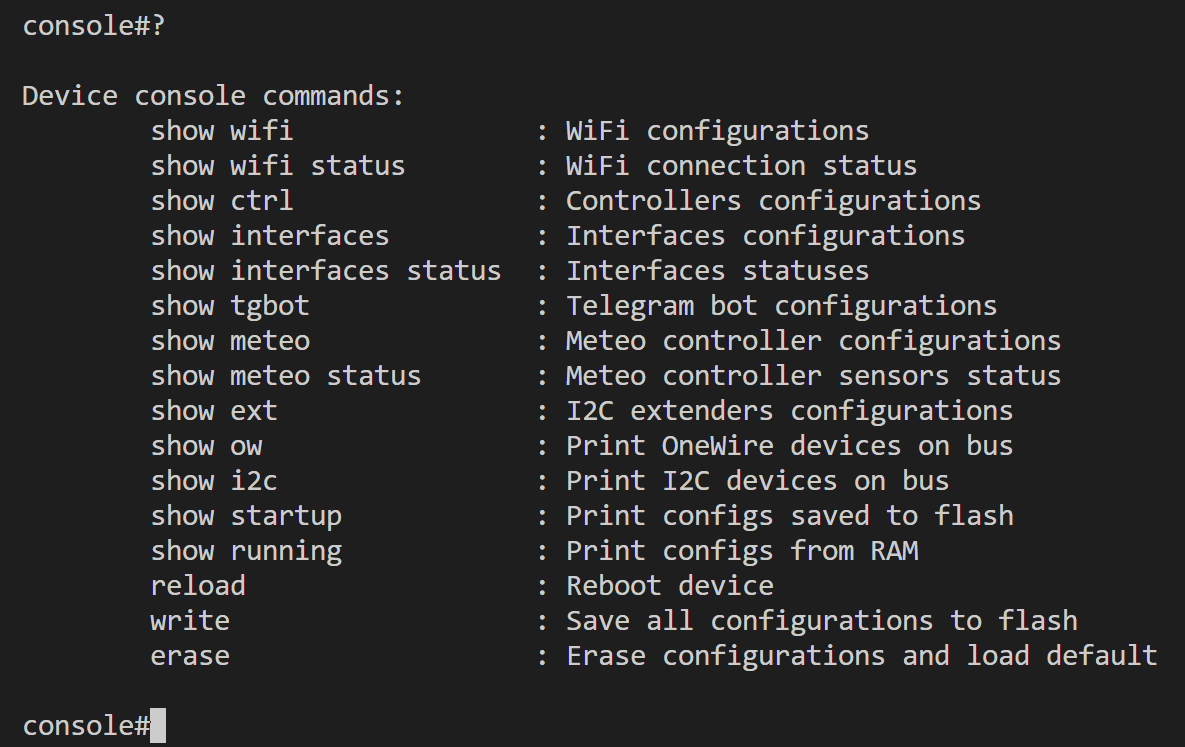 console#?
Device console commands:
show wifi : WiFi configurations
show wifi status : WiFi connection status
show ctrl : Controllers configurations
show interfaces : Interfaces configurations
show interfaces status : Interfaces statuses
show tgbot : Telegram bot configurations
show meteo : Meteo controller configurations
show meteo status : Meteo controller sensors status
show ext : I2C extenders configurations
show ow : Print OneWire devices on bus
show i2c : Print I2C devices on bus
show startup : Print configs saved to flash
show running : Print configs from RAM
reload : Reboot device
write : Save all configurations to flash
erase : Erase configurations and load default
console#